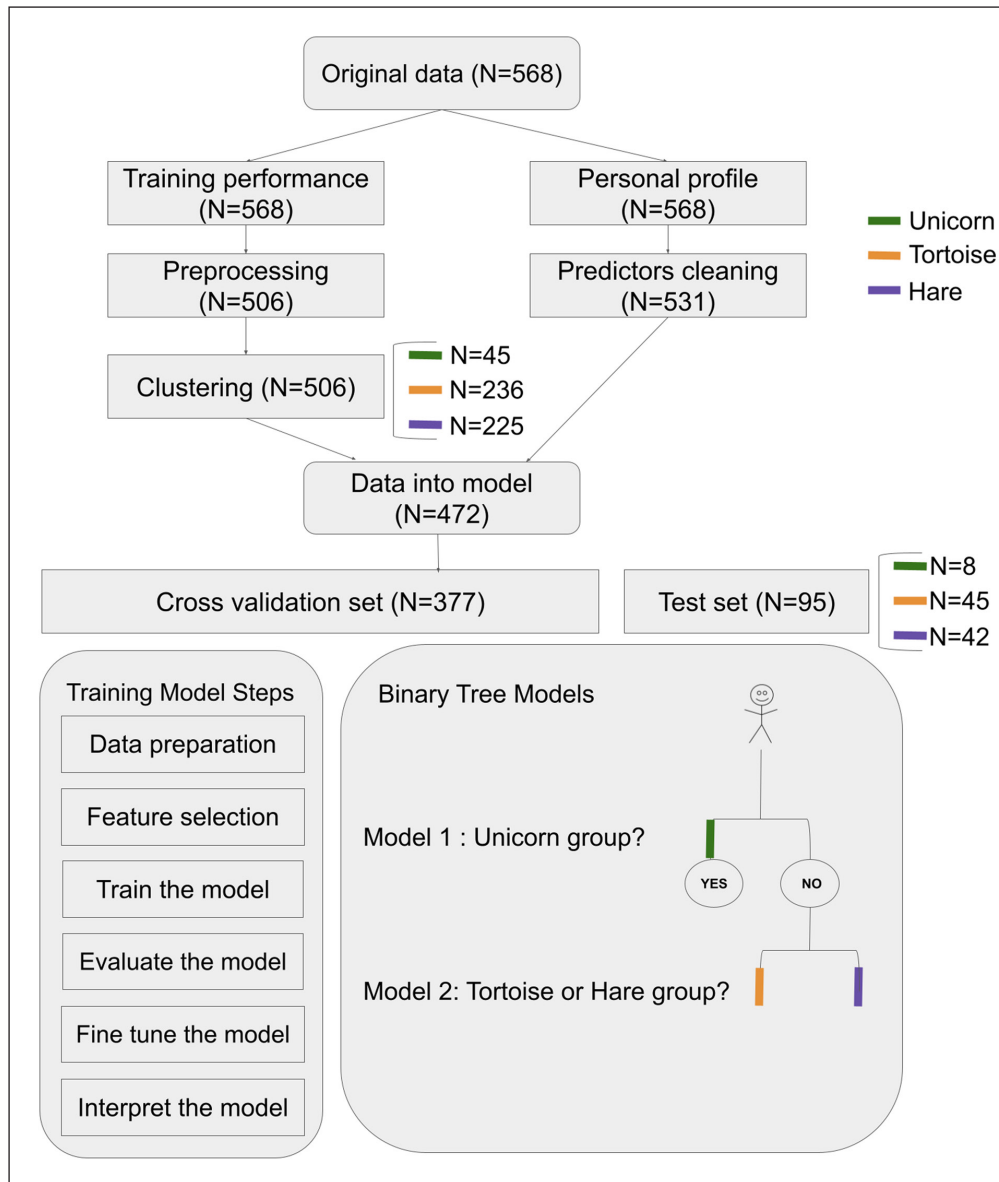 Original data (N=568)
Training performance
(N=568)
Personal profile
(N=568)
Unicorn
Tortoise
Hare
Preprocessing
(N=506)
Predictors cleaning
(N=531)
Clustering (N=506)
N=45
N=236
N=225
Data into model
(N=472)
Cross validation set (N=377)
Test set (N=95)
N=8
N=45
N=42
Training Model Steps
Data preparation
Feature selection
Train the model
Evaluate the model
Fine tune the model
Interpret the model
Binary Tree Models
Model 1 : Unicorn group?
YES
NO
Model 2: Tortoise or Hare group?